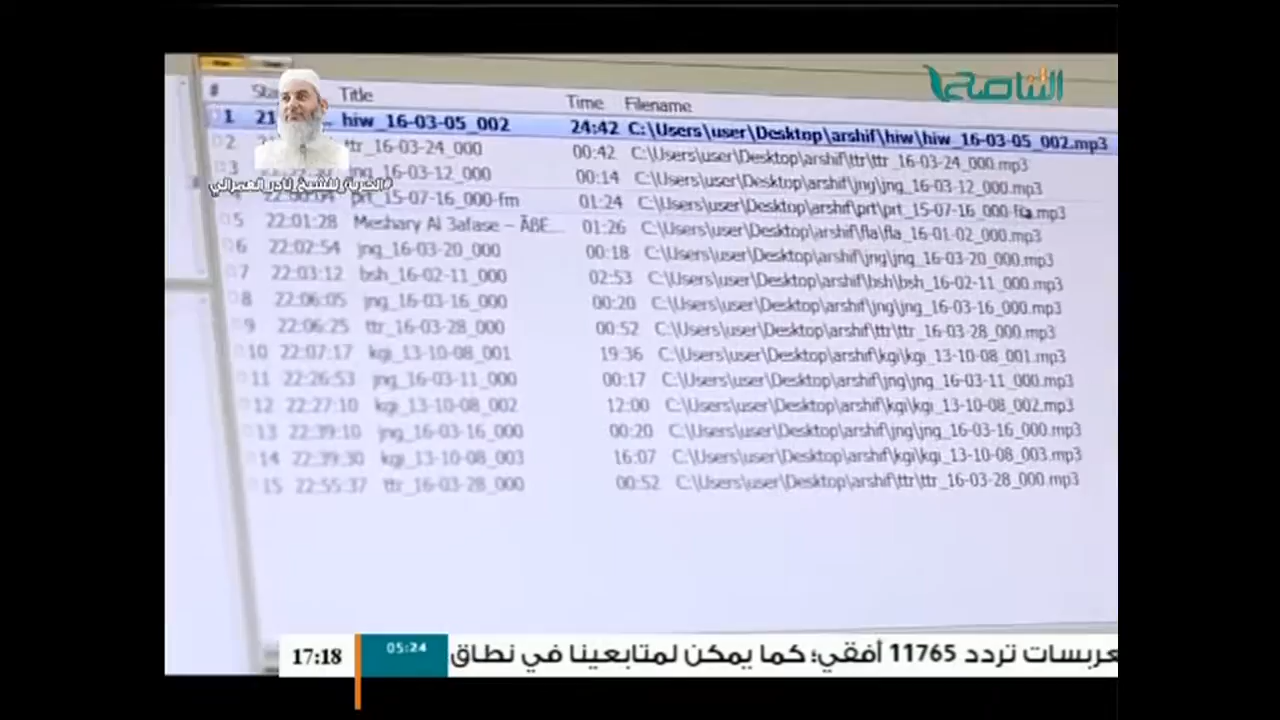 التناصح
# Title Time Filename
1 21 hiw_16-03-05_002 24:42 C:\Users\user\Desktop\arshif\hiw\hiw_16-03-05_002.mp3
2 ttr_16-03-24_000 00:42 C:\Users\user\Desktop\arshif\ttr\ttr_16-03-24_000.mp3
3 jng_16-03-12_000 00:14 C:\Users\user\Desktop\arshif\jng\jng_16-03-12_000.mp3
#الحرية_للشيخ_نادر_العمراني
4 22:00:04 prt_15-07-16_000-fm 01:24 C:\Users\user\Desktop\arshif\prt\prt_15-07-16_000-fm.mp3
5 22:01:28 Meshary Al 3afase – ÃßE... 01:26 C:\Users\user\Desktop\arshif\fla\fla_16-01-02_000.mp3
6 22:02:54 jng_16-03-20_000 00:18 C:\Users\user\Desktop\arshif\jng\jng_16-03-20_000.mp3
7 22:03:12 bsh_16-02-11_000 02:53 C:\Users\user\Desktop\arshif\bsh\bsh_16-02-11_000.mp3
8 22:06:05 jng_16-03-16_000 00:20 C:\Users\user\Desktop\arshif\jng\jng_16-03-16_000.mp3
9 22:06:25 ttr_16-03-28_000 00:52 C:\Users\user\Desktop\arshif\ttr\ttr_16-03-28_000.mp3
10 22:07:17 kgi_13-10-08_001 19:36 C:\Users\user\Desktop\arshif\kgi\kgi_13-10-08_001.mp3
11 22:26:53 jng_16-03-11_000 00:17 C:\Users\user\Desktop\arshif\jng\jng_16-03-11_000.mp3
12 22:27:10 kgi_13-10-08_002 12:00 C:\Users\user\Desktop\arshif\kgi\kgi_13-10-08_002.mp3
13 22:39:10 jng_16-03-16_000 00:20 C:\Users\user\Desktop\arshif\jng\jng_16-03-16_000.mp3
14 22:39:30 kgi_13-10-08_003 16:07 C:\Users\user\Desktop\arshif\kgi\kgi_13-10-08_003.mp3
15 22:55:37 ttr_16-03-28_000 00:52 C:\Users\user\Desktop\arshif\ttr\ttr_16-03-28_000.mp3
عربسات تردد 11765 أفقي؛ كما يمكن لمتابعينا في نطاق
05:24
17:18